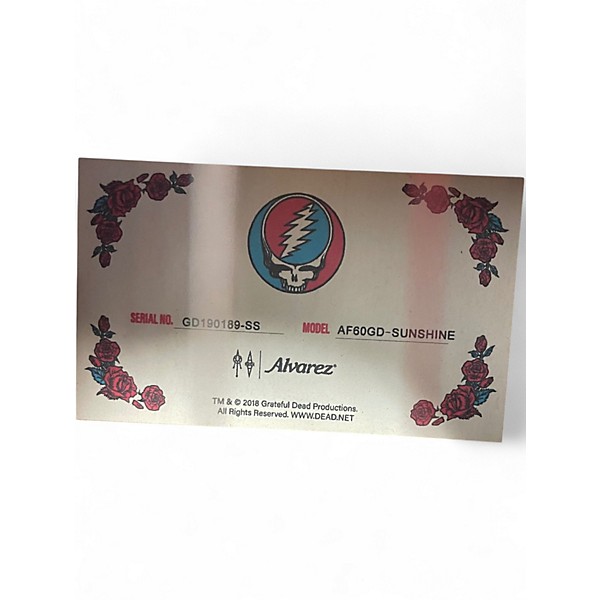 SERIAL NO. GD190189-SS MODEL AF60GD-SUNSHINE
Alvarez®
TM & © 2018 Grateful Dead Productions.
All Rights Reserved. WWW.DEAD.NET